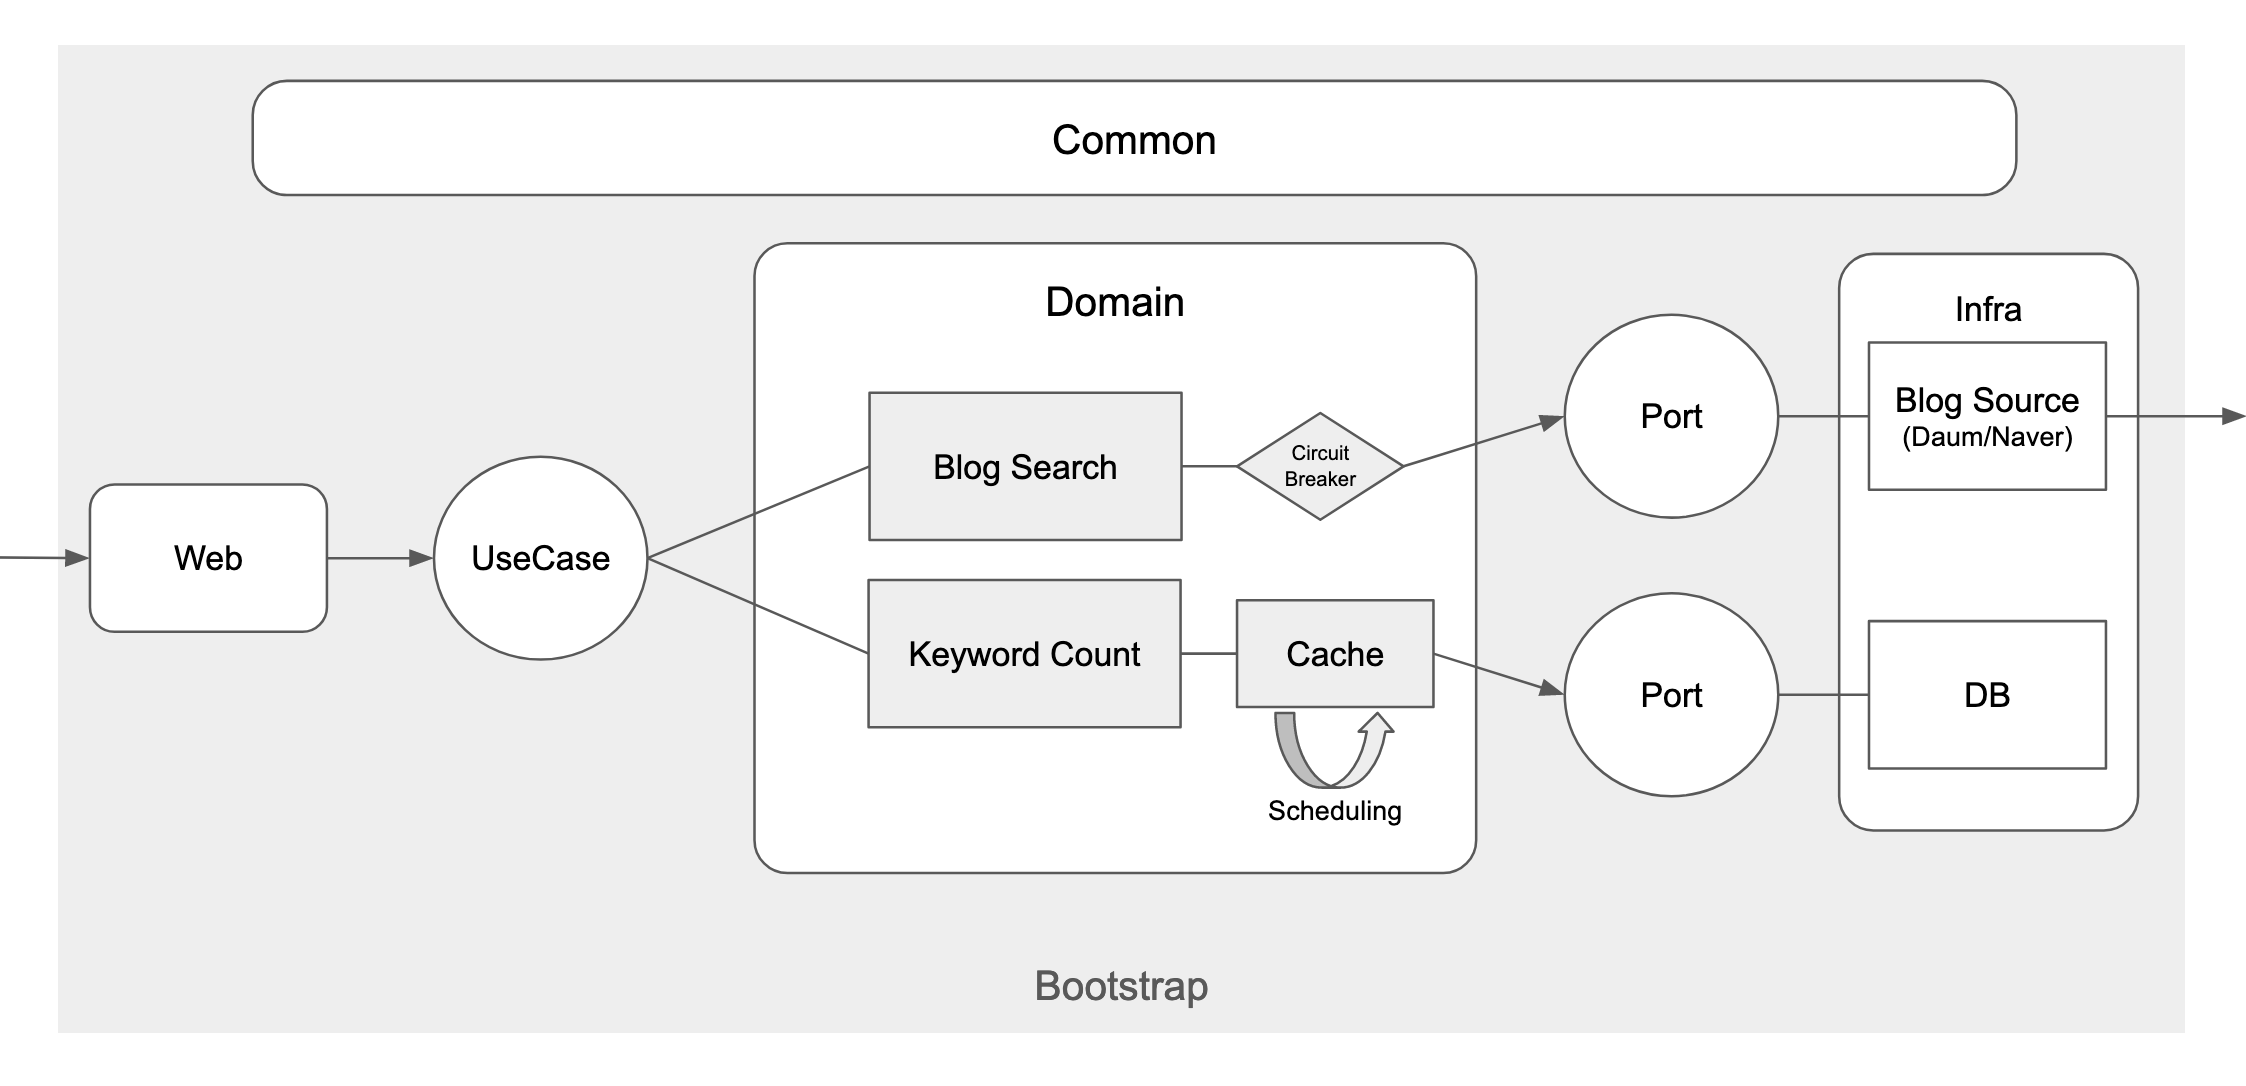 Common
Domain
Infra
Blog Source
(Daum/Naver)
Port
Circuit
Breaker
Blog Search
Web
UseCase
Keyword Count
Cache
Port
DB
Scheduling
Bootstrap